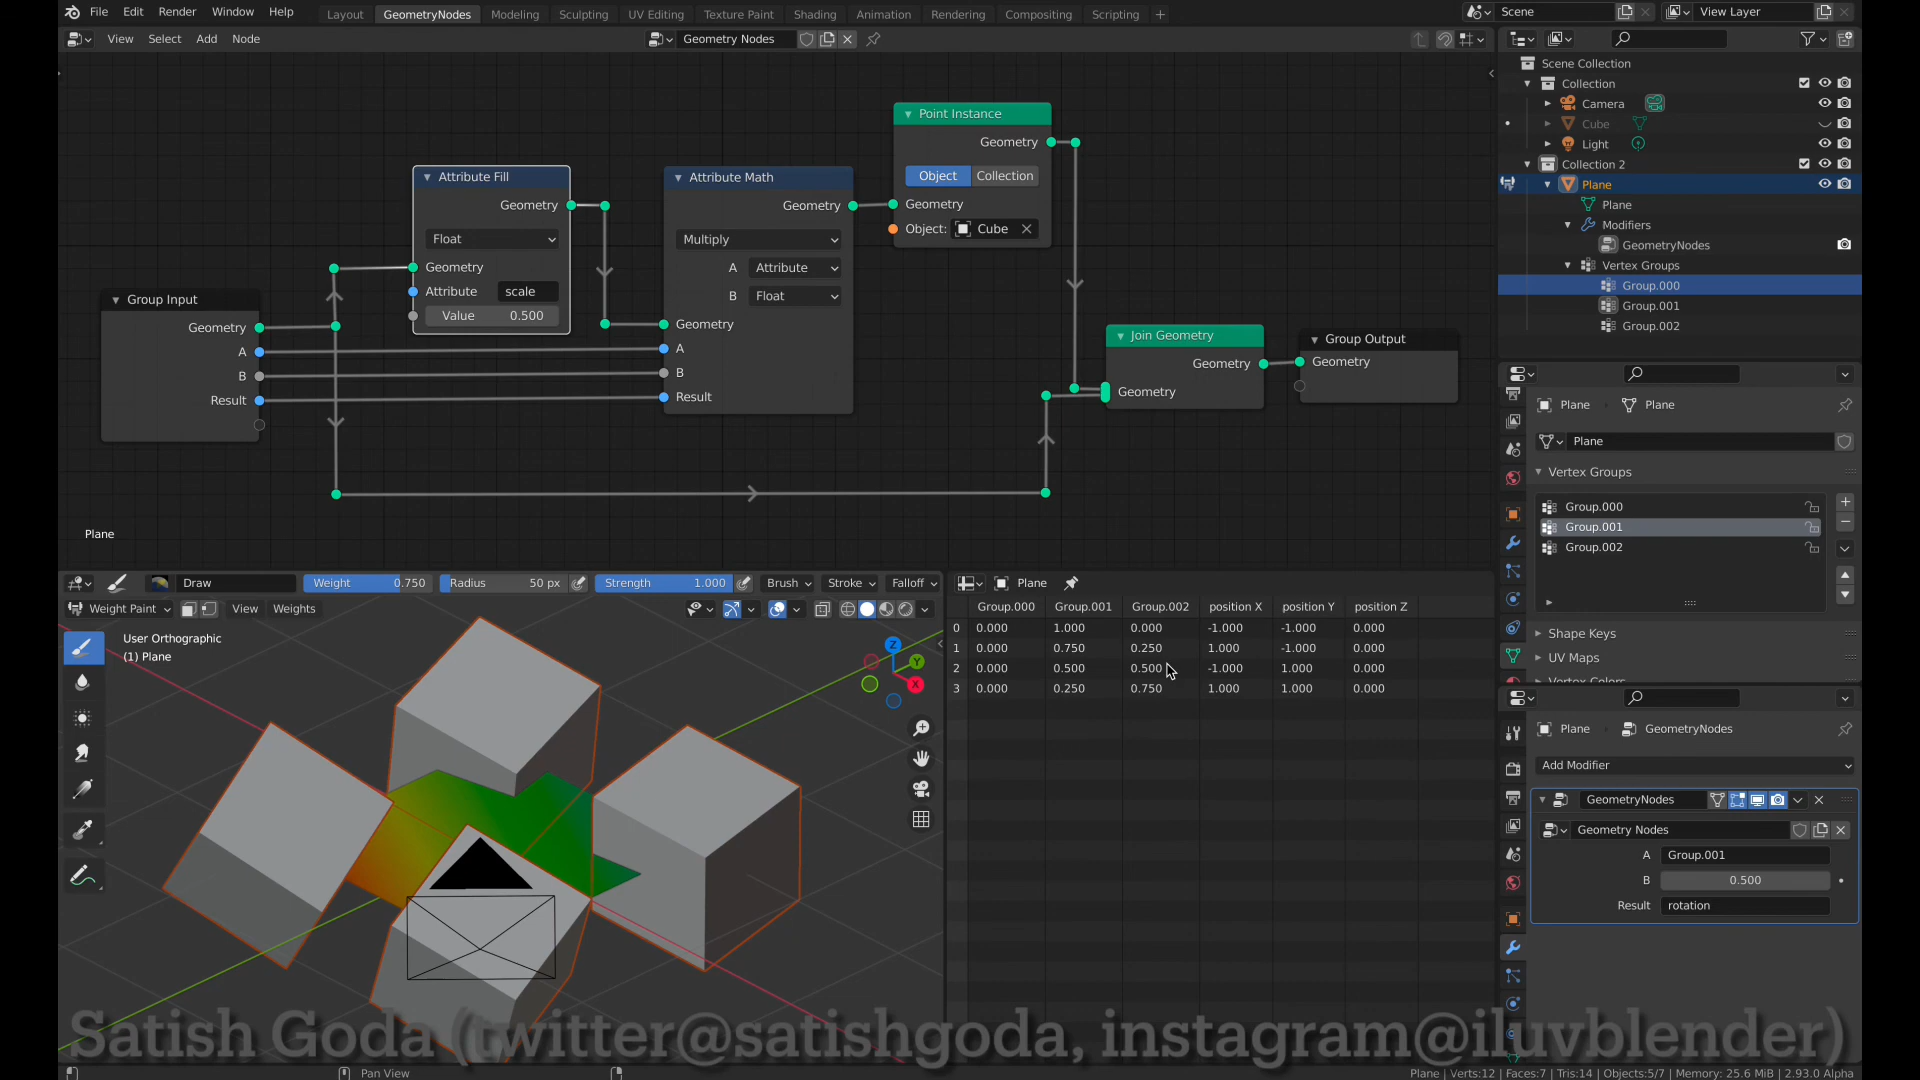 File Edit Render Window Help Layout GeometryNodes Modeling Sculpting UV Editing Texture Paint Shading Animation Rendering Compositing Scripting + Scene View Layer
View Select Add Node Geometry Nodes
Scene Collection
Collection
Camera
Cube
Light
Collection 2
Plane
Plane
Modifiers
GeometryNodes
Vertex Groups
Group.000
Group.001
Group.002
Point Instance
Geometry
Object Collection
Geometry
Object: Cube
Attribute Fill
Geometry
Float
Geometry
Attribute scale
Value 0.500
Attribute Math
Geometry
Multiply
A Attribute
B Float
Geometry
A
B
Result
Group Input
Geometry
A
B
Result
Join Geometry
Geometry
Geometry
Group Output
Geometry
Plane
Plane Plane
Plane
Vertex Groups
Group.000
Group.001
Group.002
Shape Keys
UV Maps
Vertex Colors
Draw Weight 0.750 Radius 50 px Strength 1.000 Brush Stroke Falloff
Weight Paint View Weights
User Orthographic
(1) Plane
Z
Y
X
Plane
Group.000 Group.001 Group.002 position X position Y position Z
0 0.000 1.000 0.000 -1.000 -1.000 0.000
1 0.000 0.750 0.250 1.000 -1.000 0.000
2 0.000 0.500 0.500 -1.000 1.000 0.000
3 0.000 0.250 0.750 1.000 1.000 0.000
Plane GeometryNodes
Add Modifier
GeometryNodes
Geometry Nodes
A Group.001
B 0.500
Result rotation
Satish Goda (twitter@satishgoda, instagram@iluvblender)
Pan View
Plane | Verts:12 | Faces:7 | Tris:14 | Objects:5/7 | Memory: 25.6 MiB | 2.93.0 Alpha